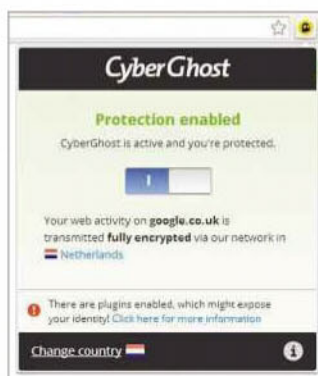 CyberGhost
Protection enabled
CyberGhost is active and you're protected.
I
Your web activity on google.co.uk is
transmitted fully encrypted via our network in
Netherlands
There are plugins enabled, which might expose
your identity! Click here for more information
Change country